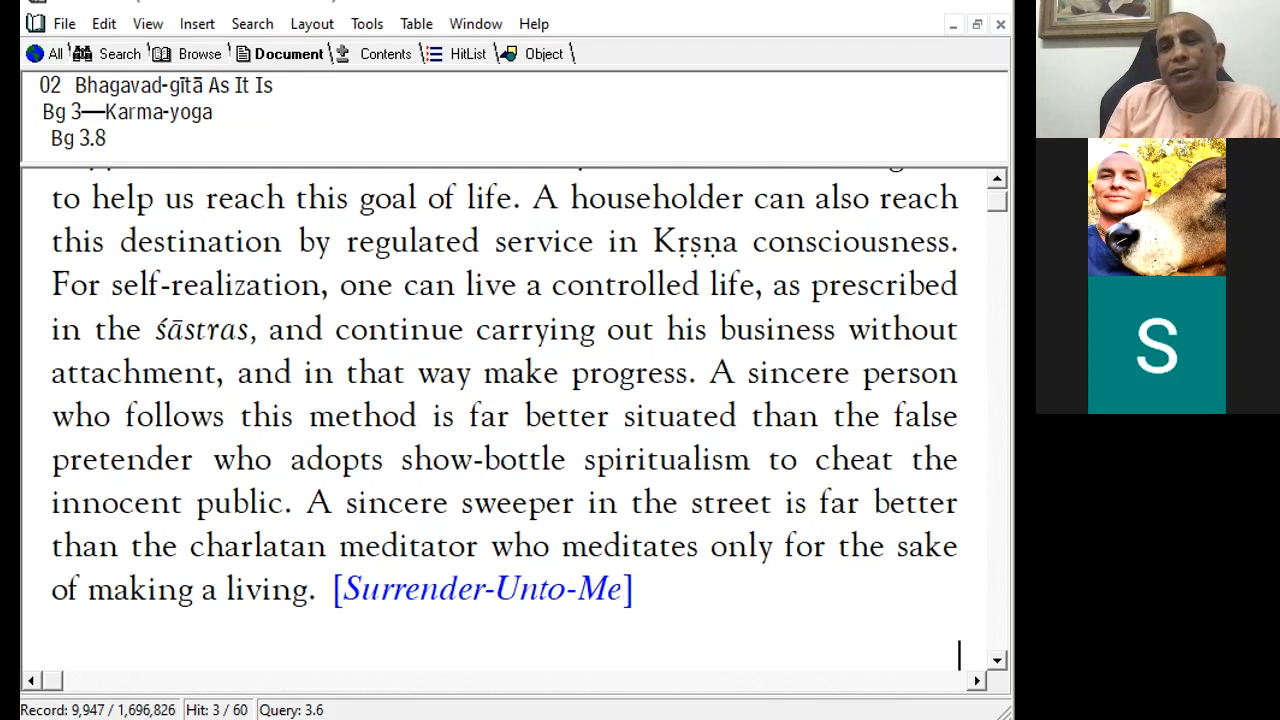 File Edit View Insert Search Layout Tools Table Window Help
All Search Browse Document Contents HitList Object
02 Bhagavad-gītā As It Is
Bg 3—Karma-yoga
Bg 3.8
to help us reach this goal of life. A householder can also reach
this destination by regulated service in Kṛṣṇa consciousness.
For self-realization, one can live a controlled life, as prescribed
in the śāstras, and continue carrying out his business without
attachment, and in that way make progress. A sincere person
who follows this method is far better situated than the false
pretender who adopts show-bottle spiritualism to cheat the
innocent public. A sincere sweeper in the street is far better
than the charlatan meditator who meditates only for the sake
of making a living. [Surrender-Unto-Me]
Record: 9,947 / 1,696,826 Hit: 3 / 60 Query: 3.6
S